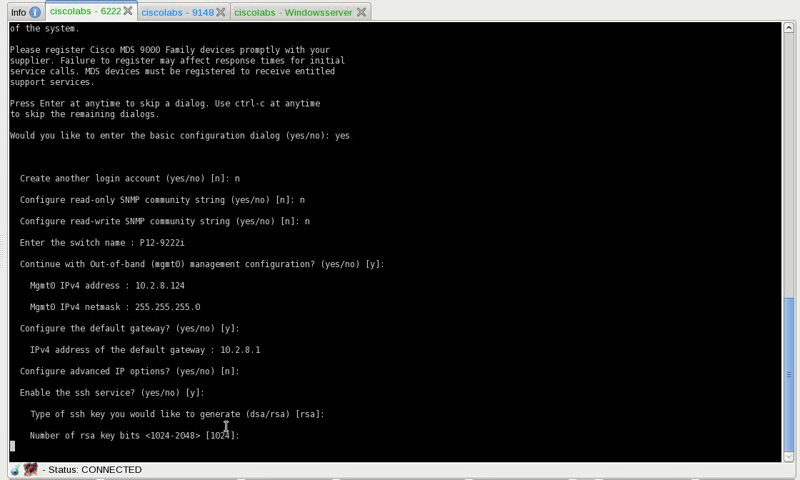 Info
ciscolabs - 6222
ciscolabs - 9148
ciscolabs - Windowsserver
of the system.
Please register Cisco MDS 9000 Family devices promptly with your
supplier. Failure to register may affect response times for initial
service calls. MDS devices must be registered to receive entitled
support services.
Press Enter at anytime to skip a dialog. Use ctrl-c at anytime
to skip the remaining dialogs.
Would you like to enter the basic configuration dialog (yes/no): yes
Create another login account (yes/no) [n]: n
Configure read-only SNMP community string (yes/no) [n]: n
Configure read-write SNMP community string (yes/no) [n]: n
Enter the switch name : P12-9222i
Continue with Out-of-band (mgmt0) management configuration? (yes/no) [y]:
Mgmt0 IPv4 address : 10.2.8.124
Mgmt0 IPv4 netmask : 255.255.255.0
Configure the default gateway? (yes/no) [y]:
IPv4 address of the default gateway : 10.2.8.1
Configure advanced IP options? (yes/no) [n]:
Enable the ssh service? (yes/no) [y]:
Type of ssh key you would like to generate (dsa/rsa) [rsa]:
Number of rsa key bits <1024-2048> [1024]:
- Status: CONNECTED